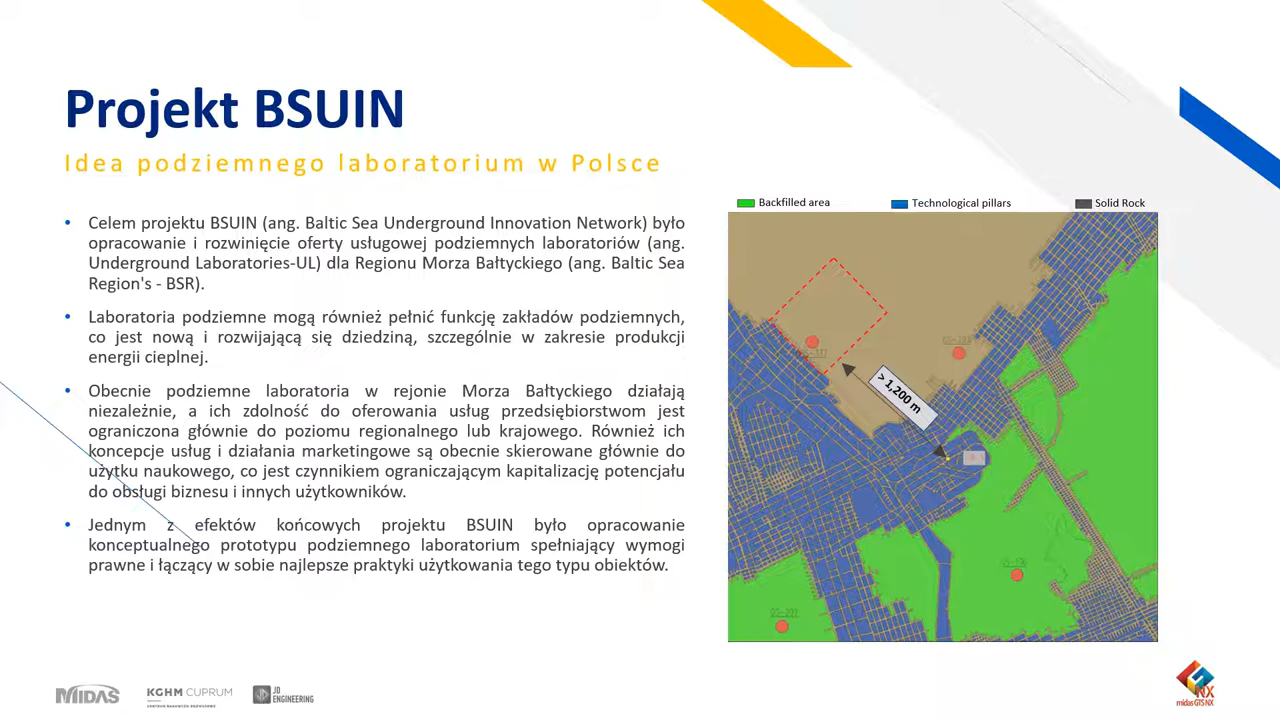 Projekt BSUIN
Idea podziemnego laboratorium w Polsce
• Celem projektu BSUIN (ang. Baltic Sea Underground Innovation Network) było
opracowanie i rozwinięcie oferty usługowej podziemnych laboratoriów (ang.
Underground Laboratories-UL) dla Regionu Morza Bałtyckiego (ang. Baltic Sea
Region's - BSR).
• Laboratoria podziemne mogą również pełnić funkcję zakładów podziemnych,
co jest nową i rozwijającą się dziedziną, szczególnie w zakresie produkcji
energii cieplnej.
• Obecnie podziemne laboratoria w rejonie Morza Bałtyckiego działają
niezależnie, a ich zdolność do oferowania usług przedsiębiorstwom jest
ograniczona głównie do poziomu regionalnego lub krajowego. Również ich
koncepcje usług i działania marketingowe są obecnie skierowane głównie do
użytku naukowego, co jest czynnikiem ograniczającym kapitalizację potencjału
do obsługi biznesu i innych użytkowników.
• Jednym z efektów końcowych projektu BSUIN było opracowanie
konceptualnego prototypu podziemnego laboratorium spełniający wymogi
prawne i łączący w sobie najlepsze praktyki użytkowania tego typu obiektów.
Backfilled area Technological pillars Solid Rock
> 1,200 m
MIDAS
KGHM CUPRUM
JD ENGINEERING
NX
midas GTS NX